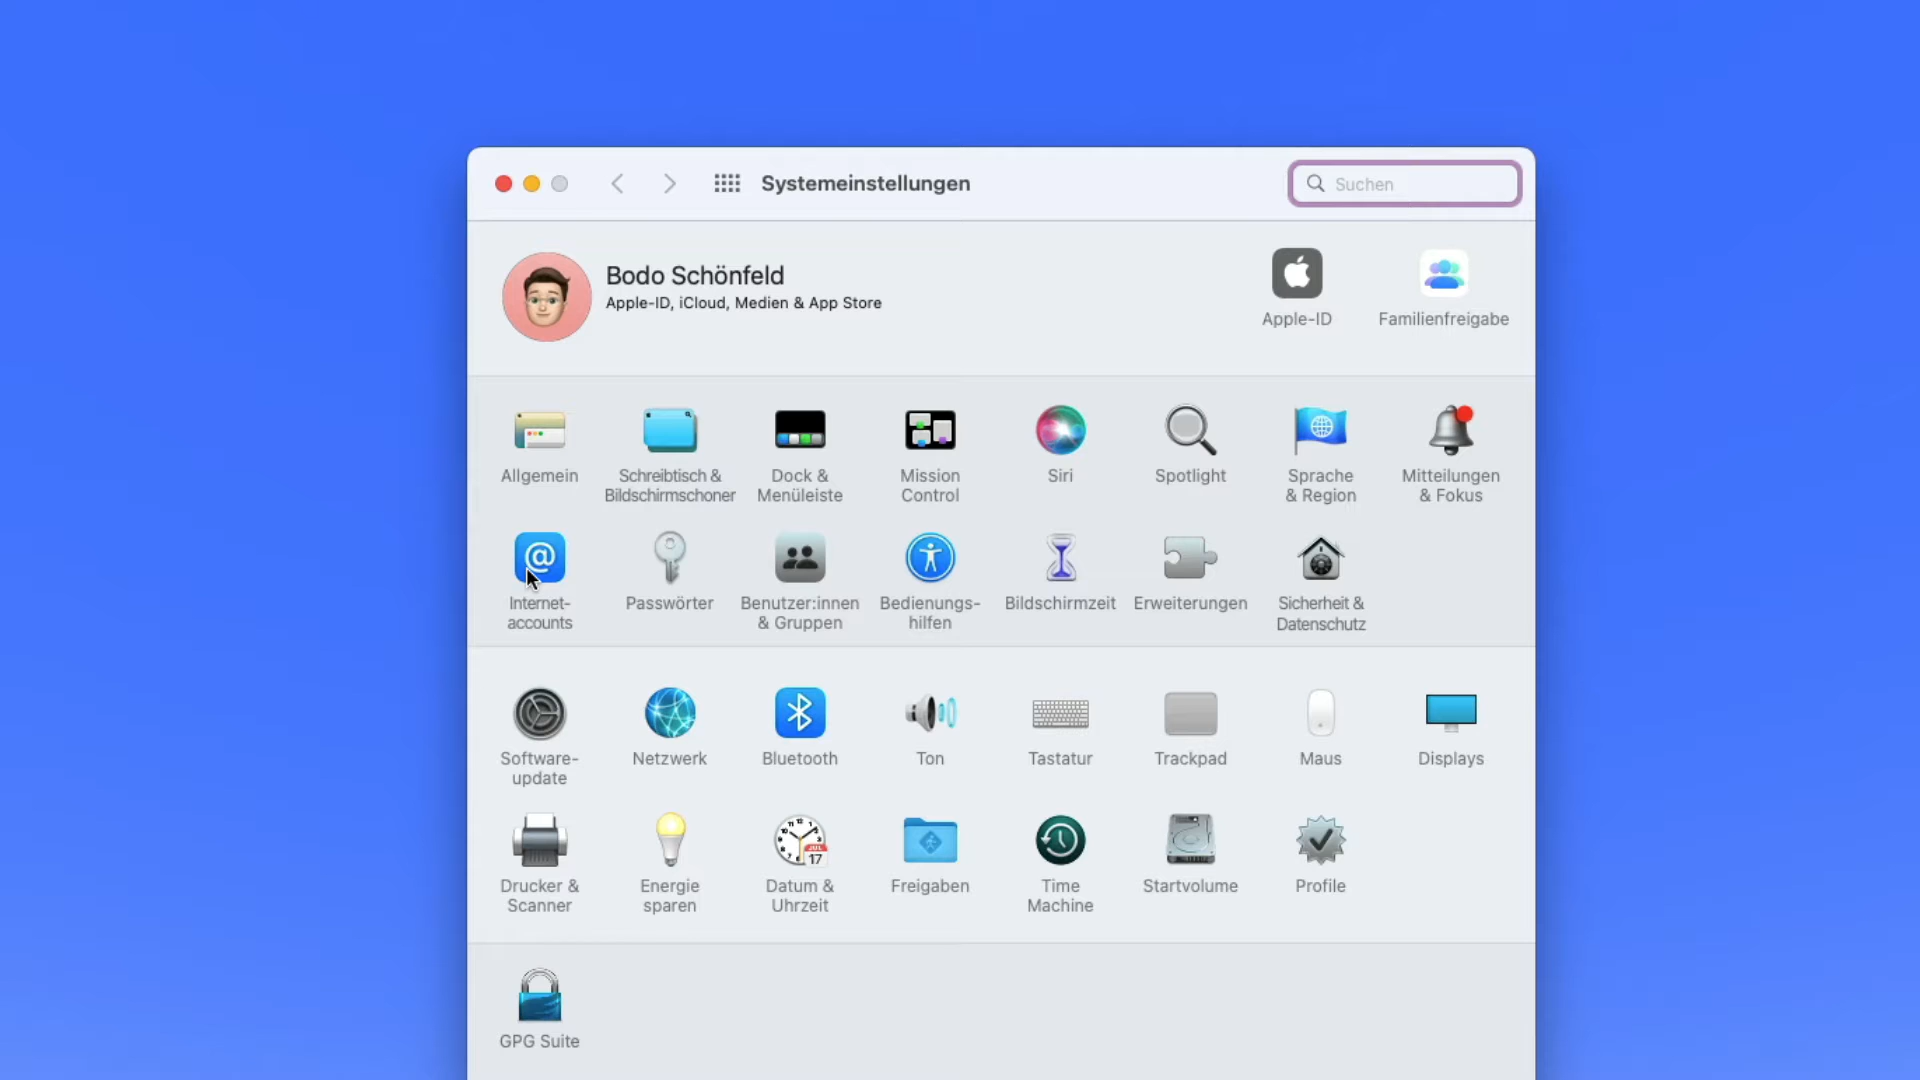 Systemeinstellungen
Suchen
Bodo Schönfeld
Apple-ID, iCloud, Medien & App Store
Apple-ID
Familienfreigabe
Allgemein
Schreibtisch &
Bildschirmschoner
Dock &
Menüleiste
Mission
Control
Siri
Spotlight
Sprache
& Region
Mitteilungen
& Fokus
@
Internet-
accounts
Passwörter
Benutzer:innen
& Gruppen
Bedienungs-
hilfen
Bildschirmzeit
Erweiterungen
Sicherheit &
Datenschutz
Software-
update
Netzwerk
Bluetooth
Ton
Tastatur
Trackpad
Maus
Displays
Drucker &
Scanner
Energie
sparen
JUL
17
Datum &
Uhrzeit
Freigaben
Time
Machine
Startvolume
Profile
GPG Suite